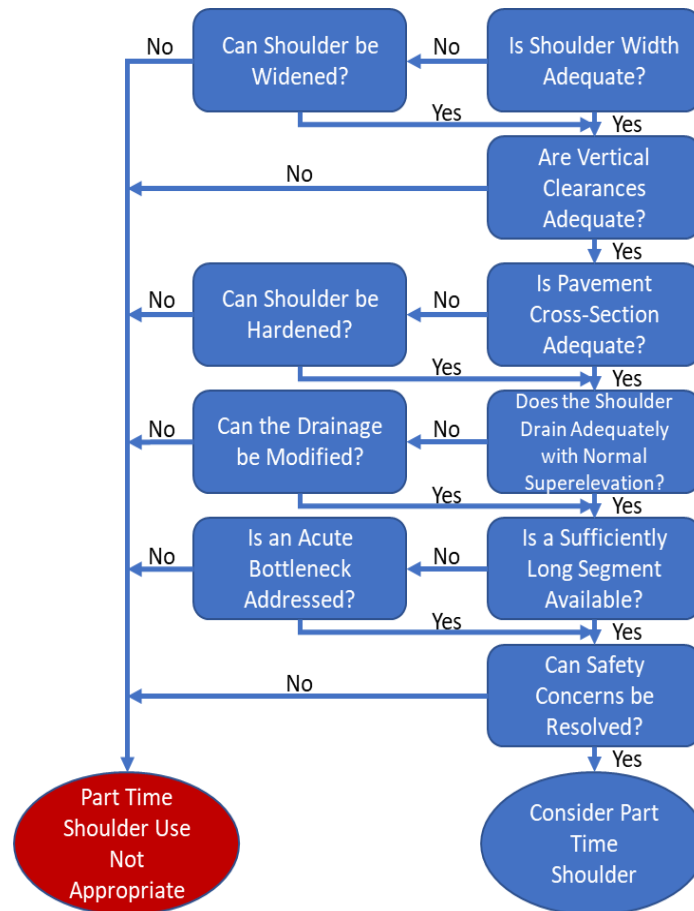 No
Can Shoulder be
Widened?
No
Is Shoulder Width
Adequate?
Yes
Yes
No
Are Vertical
Clearances
Adequate?
Yes
No
Can Shoulder be
Hardened?
No
Is Pavement
Cross-Section
Adequate?
Yes
Yes
No
Can the Drainage
be Modified?
No
Does the Shoulder
Drain Adequately
with Normal
Superelevation?
Yes
Yes
No
Is an Acute
Bottleneck
Addressed?
No
Is a Sufficiently
Long Segment
Available?
Yes
Yes
No
Can Safety
Concerns be
Resolved?
Yes
Part Time
Shoulder Use
Not
Appropriate
Consider Part
Time
Shoulder